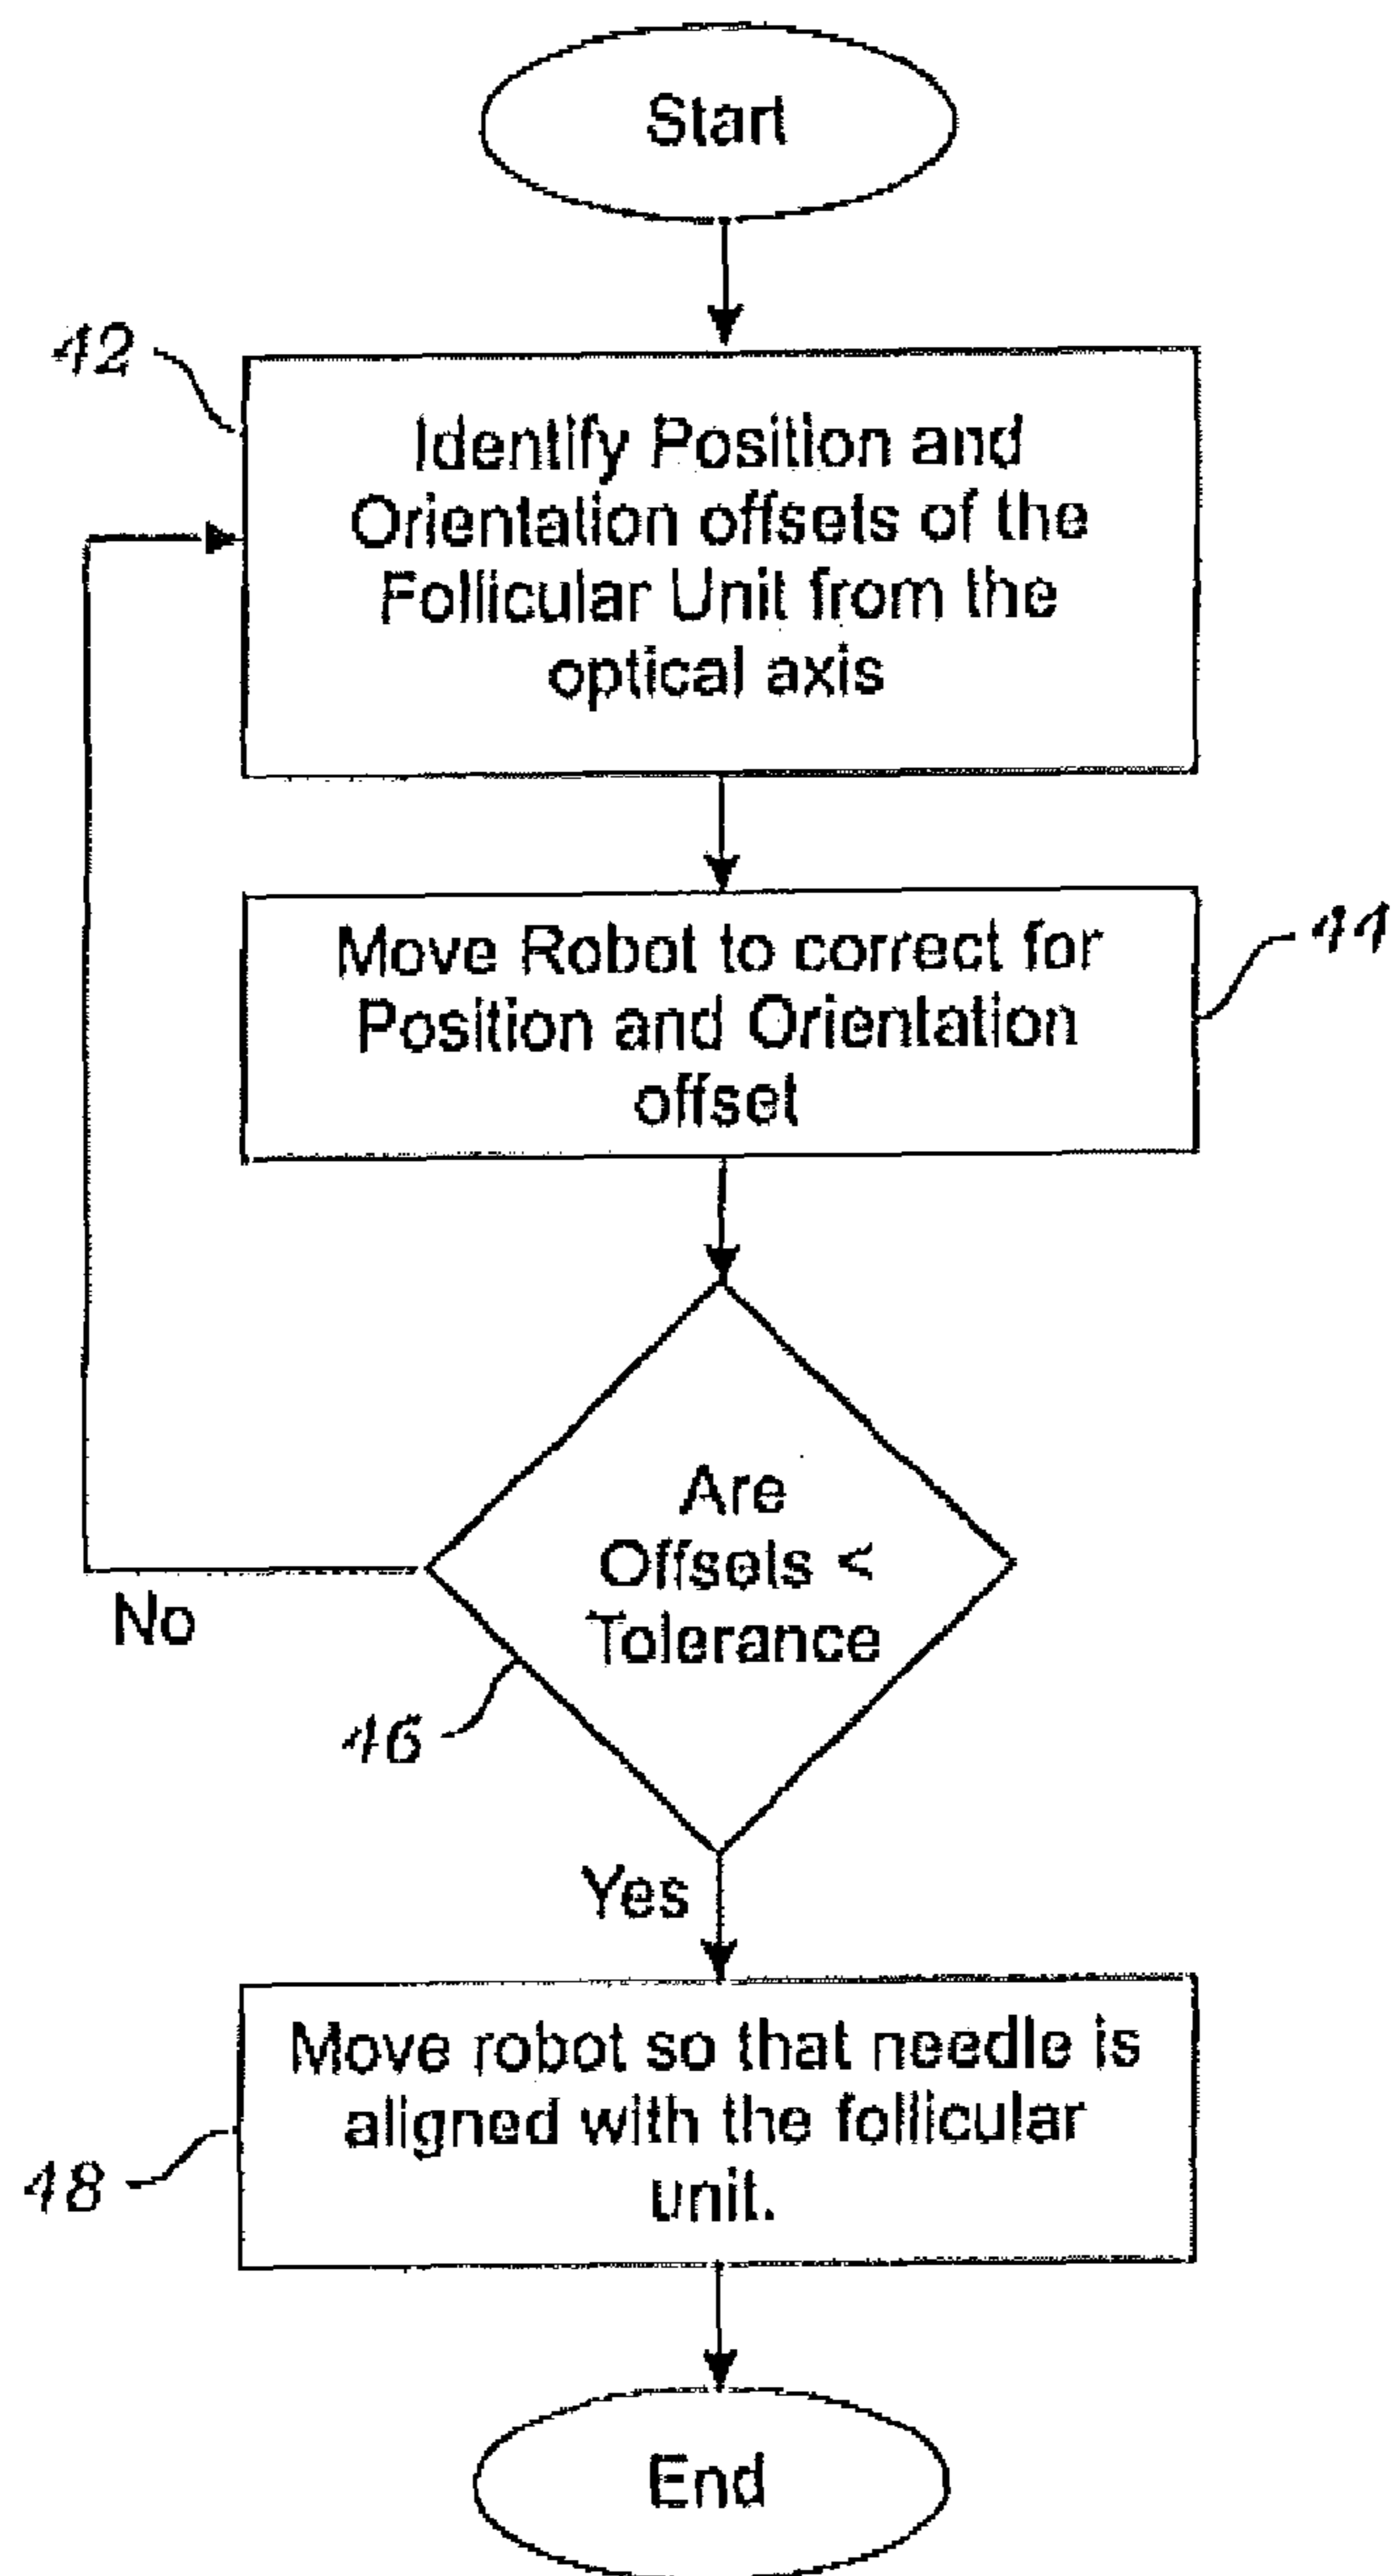 Start
42
Identify Position and
Orientation offsets of the
Follicular Unit from the
optical axis
Move Robot to correct for
Position and Orientation
offset
44
Are
Offsets <
Tolerance
No
46
Yes
Move robot so that needle is
aligned with the follicular
unit.
48
End